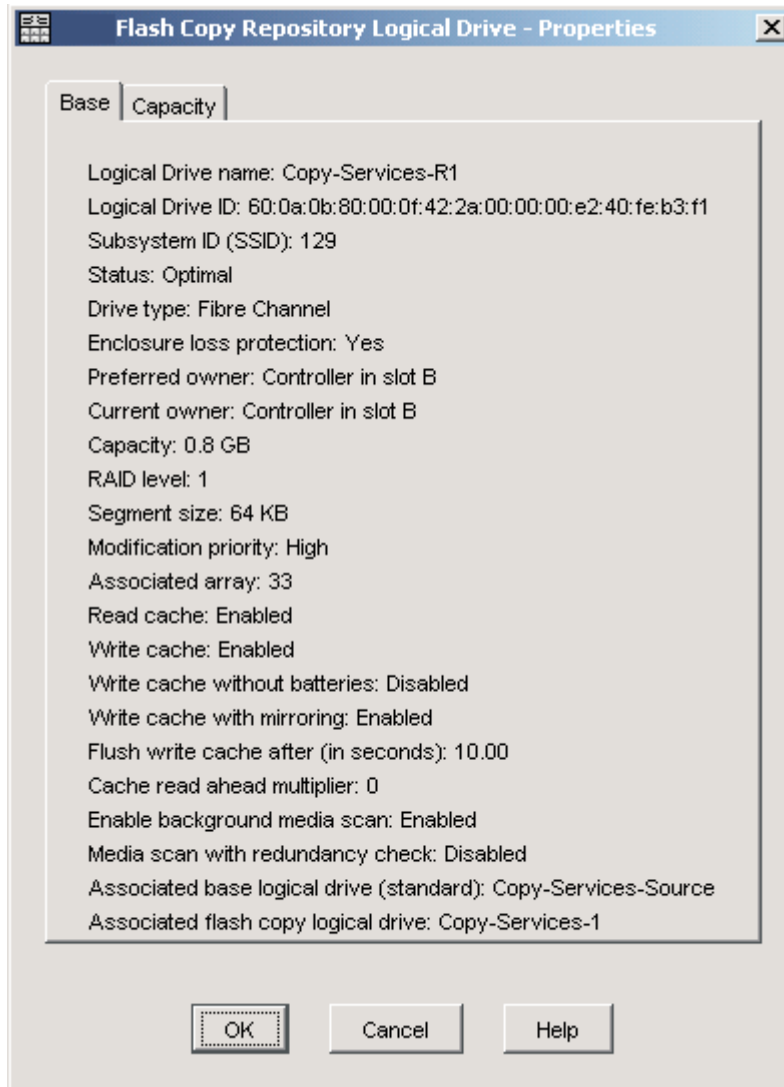 Flash Copy Repository Logical Drive - Properties
Base
Capacity
Logical Drive name: Copy-Services-R1
Logical Drive ID: 60:0a:0b:80:00:0f:42:2a:00:00:00:e2:40:fe:b3:f1
Subsystem ID (SSID): 129
Status: Optimal
Drive type: Fibre Channel
Enclosure loss protection: Yes
Preferred owner: Controller in slot B
Current owner: Controller in slot B
Capacity: 0.8 GB
RAID level: 1
Segment size: 64 KB
Modification priority: High
Associated array: 33
Read cache: Enabled
Write cache: Enabled
Write cache without batteries: Disabled
Write cache with mirroring: Enabled
Flush write cache after (in seconds): 10.00
Cache read ahead multiplier: 0
Enable background media scan: Enabled
Media scan with redundancy check: Disabled
Associated base logical drive (standard): Copy-Services-Source
Associated flash copy logical drive: Copy-Services-1
OK
Cancel
Help